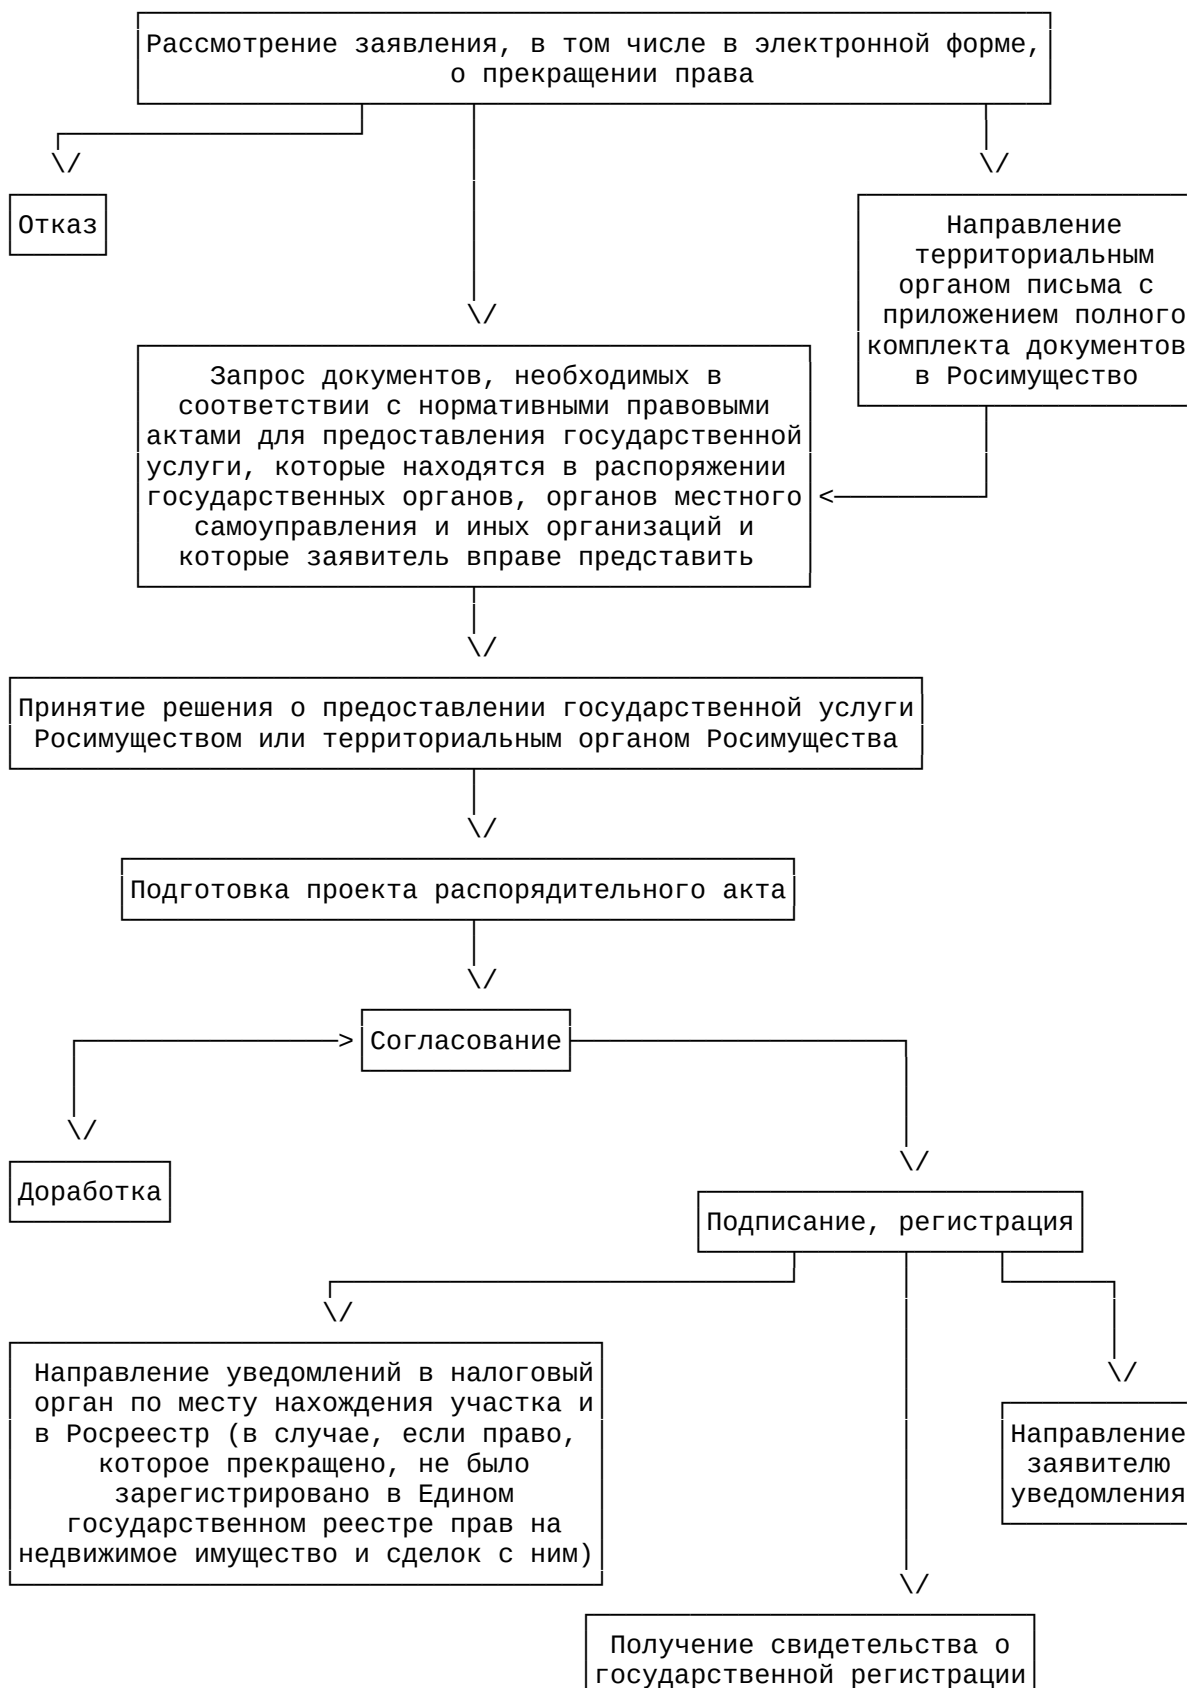 Рассмотрение заявления, в том числе в электронной форме,
о прекращении права
Отказ
Направление
территориальным
органом письма с
приложением полного
комплекта документов
в Росимущество
Запрос документов, необходимых в
соответствии с нормативными правовыми
актами для предоставления государственной
услуги, которые находятся в распоряжении
государственных органов, органов местного
самоуправления и иных организаций и
которые заявитель вправе представить
Принятие решения о предоставлении государственной услуги
Росимуществом или территориальным органом Росимущества
Подготовка проекта распорядительного акта
Согласование
Доработка
Подписание, регистрация
Направление уведомлений в налоговый
орган по месту нахождения участка и
в Росреестр (в случае, если право,
которое прекращено, не было
зарегистрировано в Едином
государственном реестре прав на
недвижимое имущество и сделок с ним)
Направление
заявителю
уведомления
Получение свидетельства о
государственной регистрации